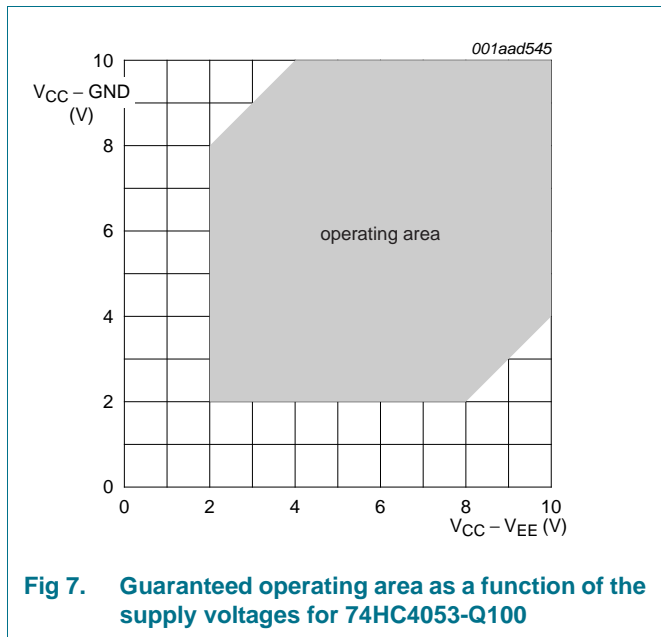 001aad545
10
VCC – GND
(V)
8
6
operating area
4
2
0
0 2 4 6 8 10
VCC – VEE (V)
Fig 7. Guaranteed operating area as a function of the
supply voltages for 74HC4053-Q100